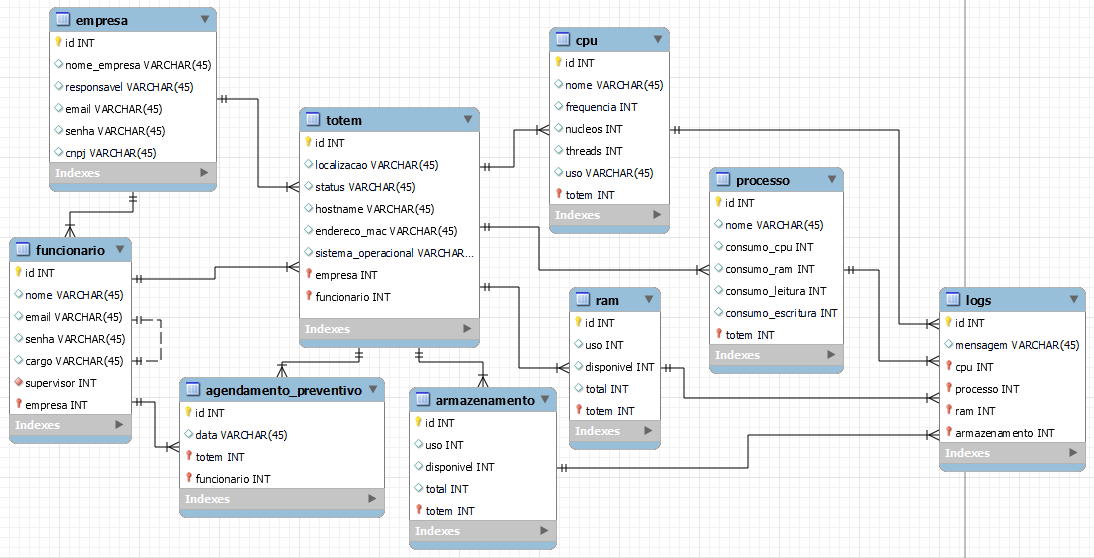 empresa
id INT
nome_empresa VARCHAR(45)
responsavel VARCHAR(45)
email VARCHAR(45)
senha VARCHAR(45)
cnpj VARCHAR(45)
Indexes
funcionario
id INT
nome VARCHAR(45)
email VARCHAR(45)
senha VARCHAR(45)
cargo VARCHAR(45)
supervisor INT
empresa INT
Indexes
totem
id INT
localizacao VARCHAR(45)
status VARCHAR(45)
hostname VARCHAR(45)
endereco_mac VARCHAR(45)
sistema_operacional VARCHAR...
empresa INT
funcionario INT
Indexes
agendamento_preventivo
id INT
data VARCHAR(45)
totem INT
funcionario INT
Indexes
armazenamento
id INT
uso INT
disponivel INT
total INT
totem INT
Indexes
cpu
id INT
nome VARCHAR(45)
frequencia INT
nucleos INT
threads INT
uso VARCHAR(45)
totem INT
Indexes
ram
id INT
uso INT
disponivel INT
total INT
totem INT
Indexes
processo
id INT
nome VARCHAR(45)
consumo_cpu INT
consumo_ram INT
consumo_leitura INT
consumo_escritura INT
totem INT
Indexes
logs
id INT
mensagem VARCHAR(45)
cpu INT
processo INT
ram INT
armazenamento INT
Indexes